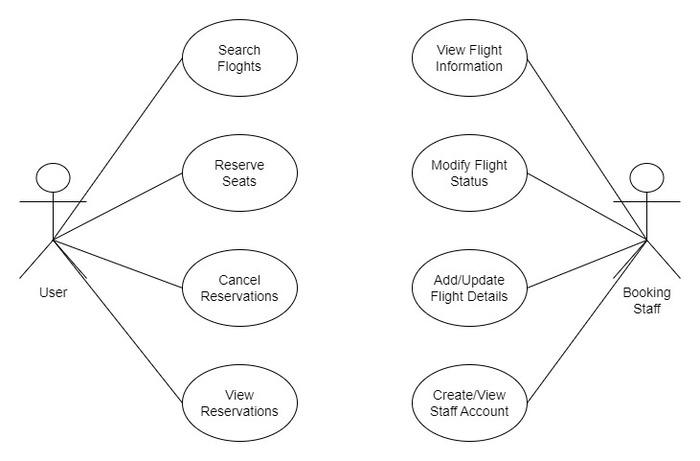 Search
Floghts
View Flight
Information
Reserve
Seats
Modify Flight
Status
Cancel
Reservations
Add/Update
Flight Details
User
Booking
Staff
View
Reservations
Create/View
Staff Account